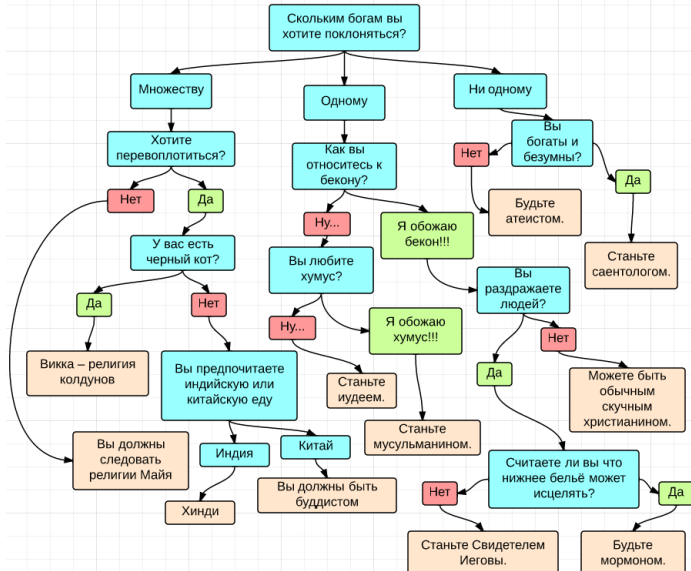 Скольким богам вы
хотите поклоняться?
Множеству
Одному
Ни одному
Хотите
перевоплотиться?
Как вы
относитесь к
бекону?
Вы
богаты и
безумны?
Нет
Да
Нет
Да
Будьте
атеистом.
Станьте
саентологом.
Ну...
Я обожаю
бекон!!!
У вас есть
черный кот?
Вы любите
хумус?
Вы
раздражаете
людей?
Да
Нет
Ну...
Я обожаю
хумус!!!
Нет
Да
Викка – религия
колдунов
Вы предпочитаете
индийскую или
китайскую еду
Станьте
иудеем.
Можете быть
обычным
скучным
христианином.
Станьте
мусульманином.
Вы должны
следовать
религии Майя
Индия
Китай
Хинди
Вы должны быть
буддистом
Считаете ли вы что
нижнее бельё может
исцелять?
Нет
Да
Станьте Свидетелем
Иеговы.
Будьте
мормоном.